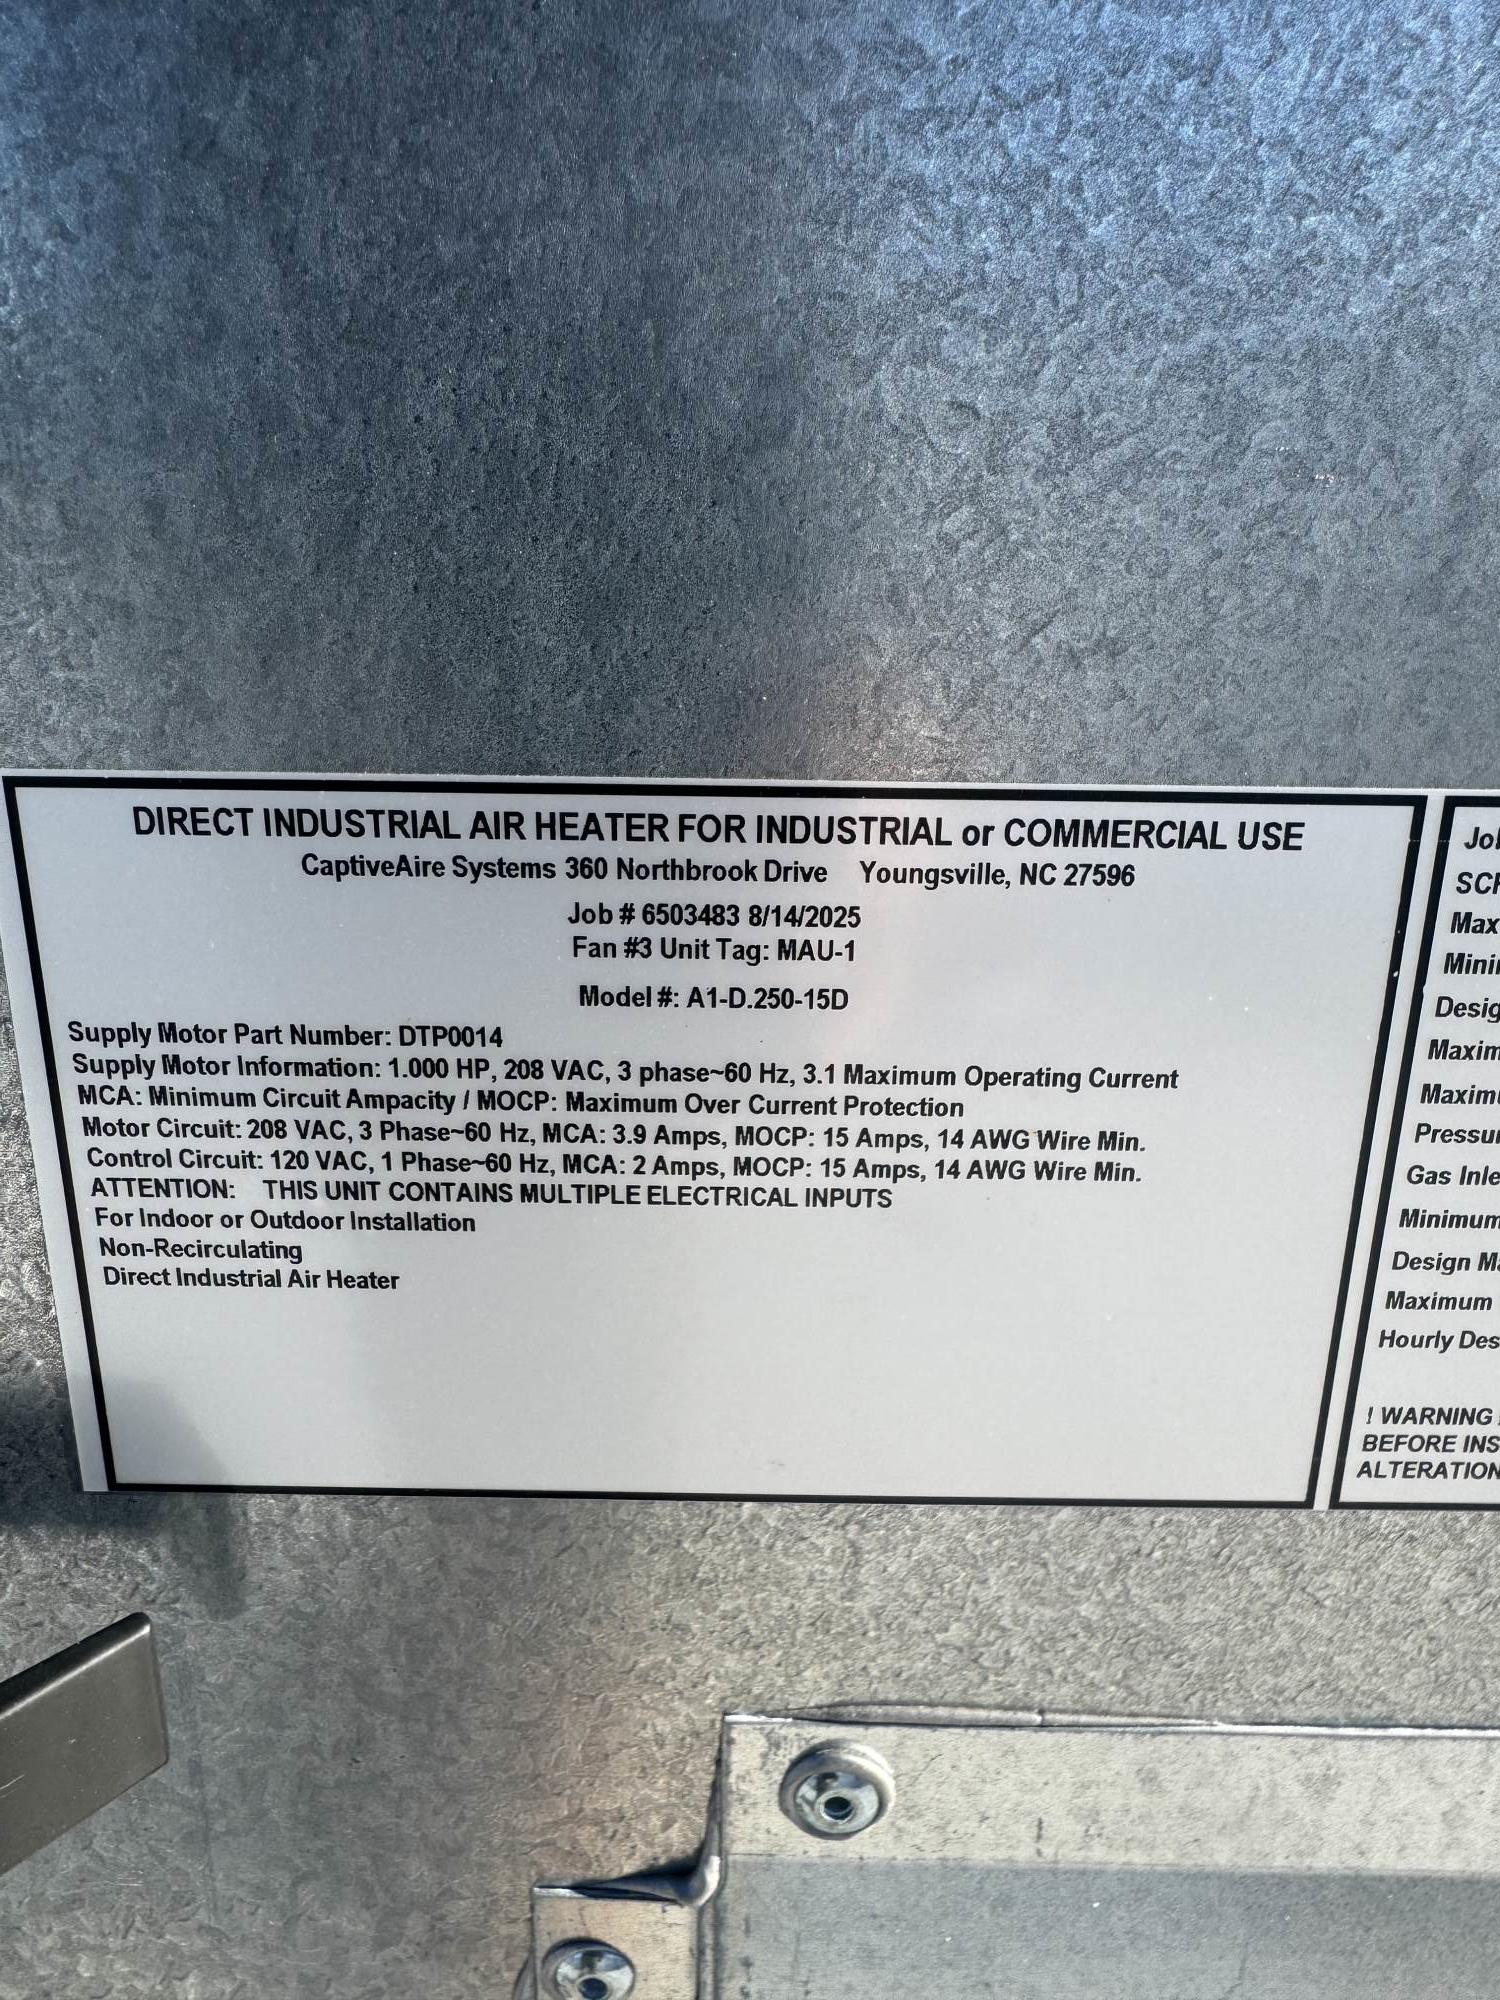 DIRECT INDUSTRIAL AIR HEATER FOR INDUSTRIAL or COMMERCIAL USE
CaptiveAire Systems 360 Northbrook Drive Youngsville, NC 27596
Job # 6503483 8/14/2025
Fan #3 Unit Tag: MAU-1
Model #: A1-D.250-15D
Supply Motor Part Number: DTP0014
Supply Motor Information: 1.000 HP, 208 VAC, 3 phase~60 Hz, 3.1 Maximum Operating Current
MCA: Minimum Circuit Ampacity / MOCP: Maximum Over Current Protection
Motor Circuit: 208 VAC, 3 Phase~60 Hz, MCA: 3.9 Amps, MOCP: 15 Amps, 14 AWG Wire Min.
Control Circuit: 120 VAC, 1 Phase~60 Hz, MCA: 2 Amps, MOCP: 15 Amps, 14 AWG Wire Min.
ATTENTION: THIS UNIT CONTAINS MULTIPLE ELECTRICAL INPUTS
For Indoor or Outdoor Installation
Non-Recirculating
Direct Industrial Air Heater
Max
Gas
Minimum
Design
Maximum
Hourly
! WARNING
BEFORE